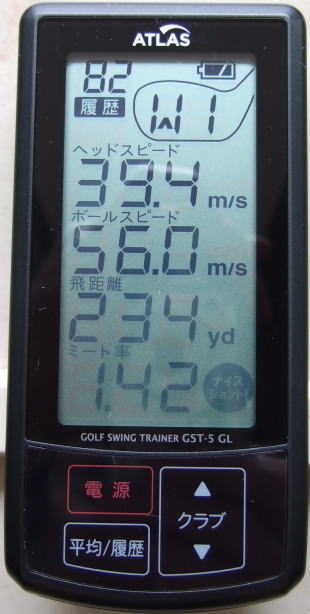 ATLAS
82
履歴
W1
ヘッドスピード
39.4 m/s
ボールスピード
56.0 m/s
飛距離
234 yd
ミート率
1.42
ナイス
ショット!
GOLF SWING TRAINER GST-5 GL
電源
クラブ
平均/履歴